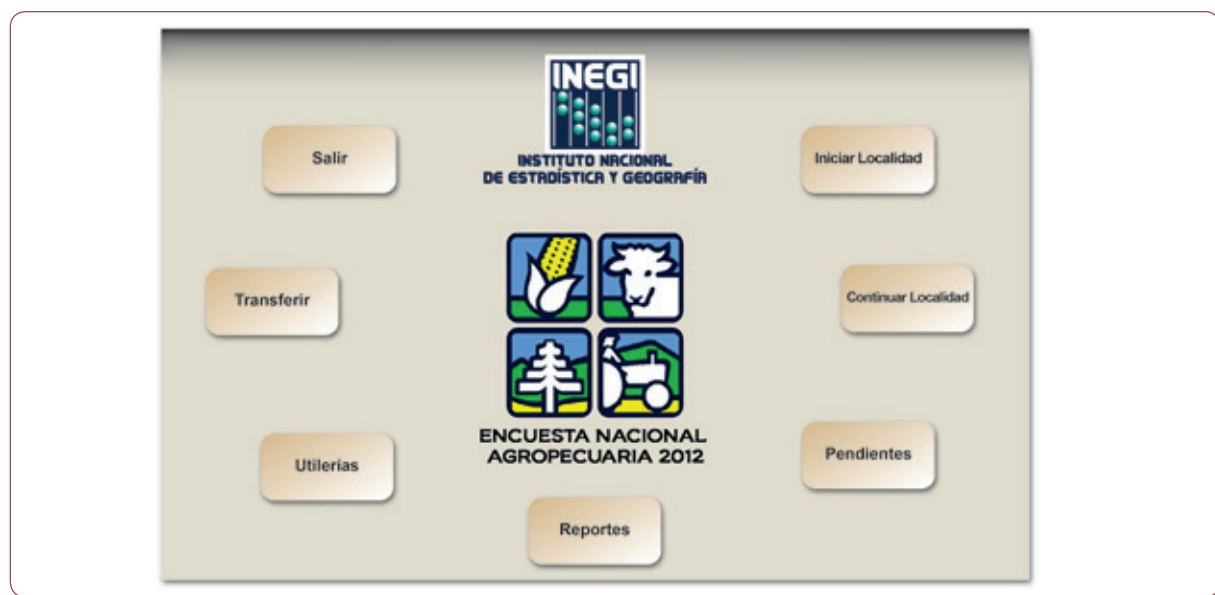 INEGI
INSTITUTO NACIONAL
DE ESTADÍSTICA Y GEOGRAFÍA
Salir
Iniciar Localidad
Transferir
Continuar Localidad
ENCUESTA NACIONAL
AGROPECUARIA 2012
Utilerías
Pendientes
Reportes